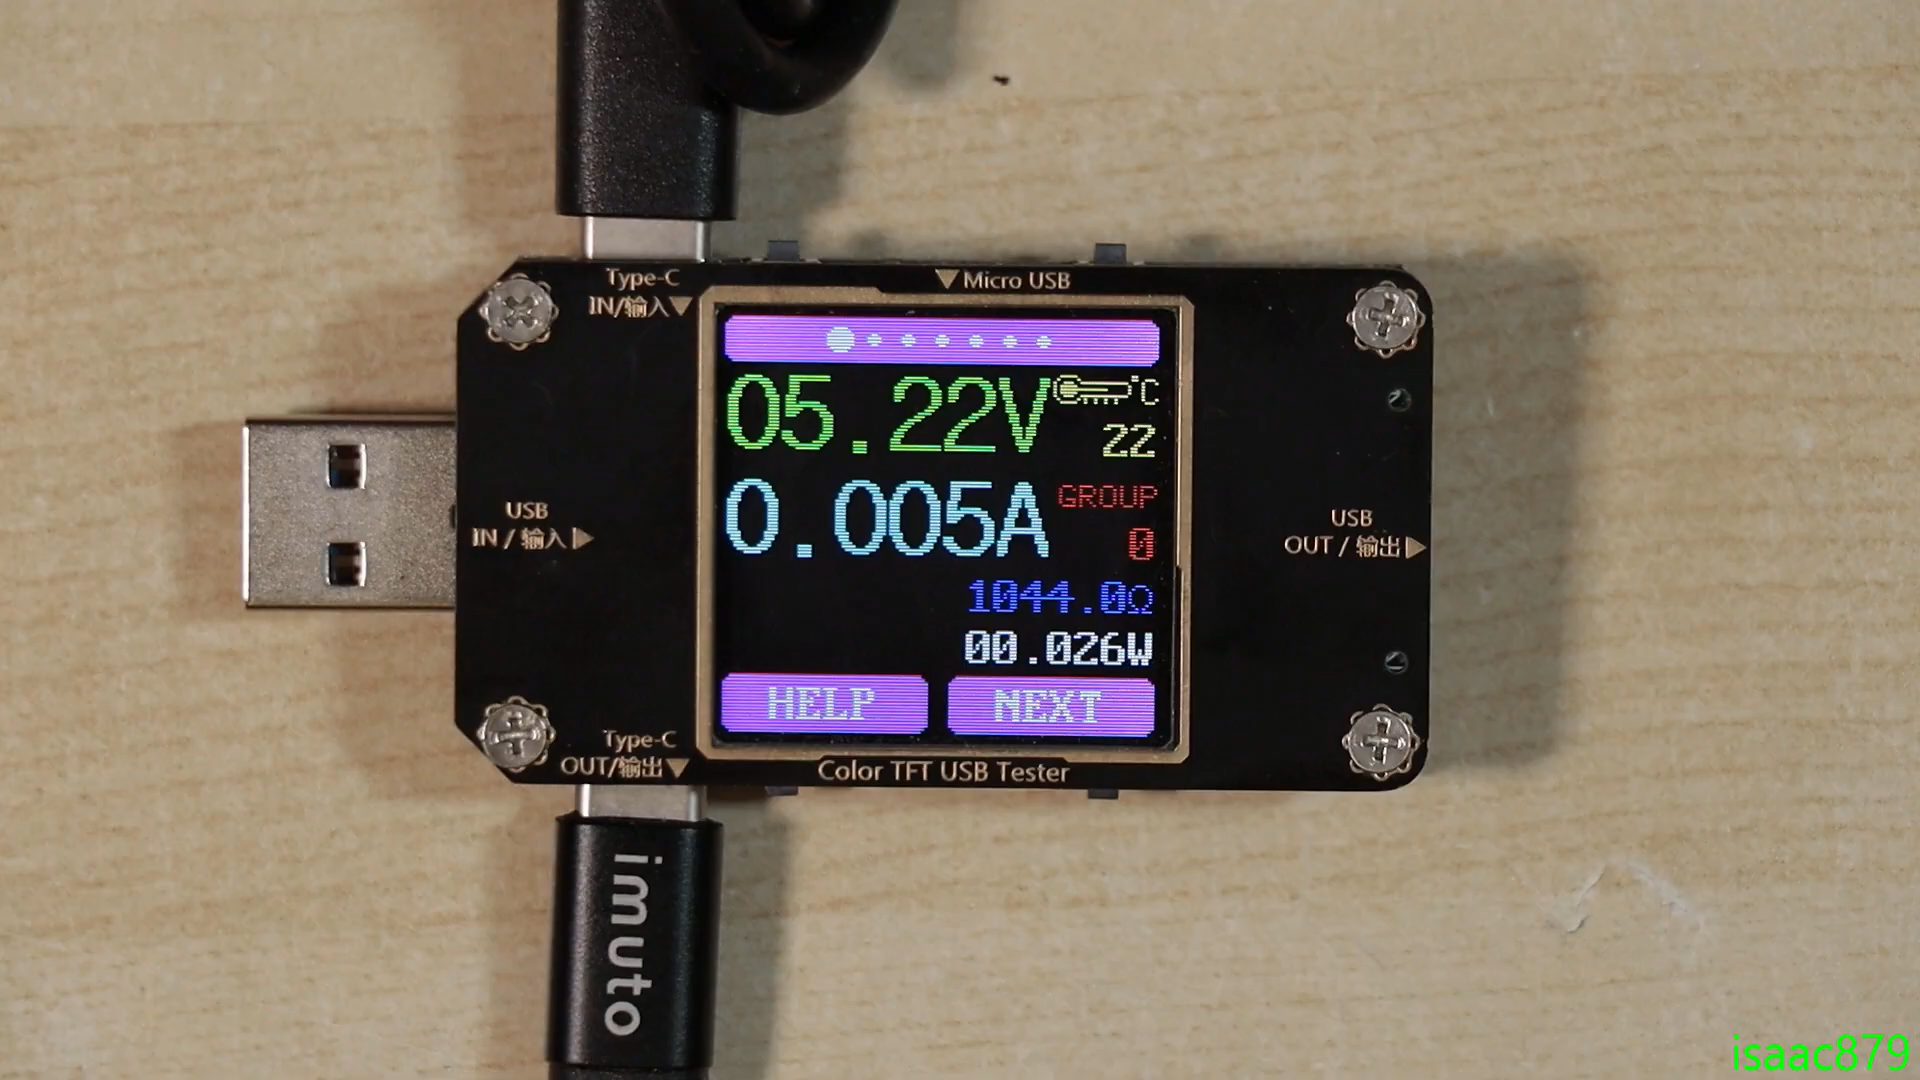 Type-C
IN/输入▼
▼Micro USB
05.22V
°C
22
0.005A
GROUP
0
1044.0Ω
00.026W
HELP
NEXT
USB
IN / 输入▶
USB
OUT / 输出▶
Type-C
OUT/输出▼
Color TFT USB Tester
imuto
isaac879